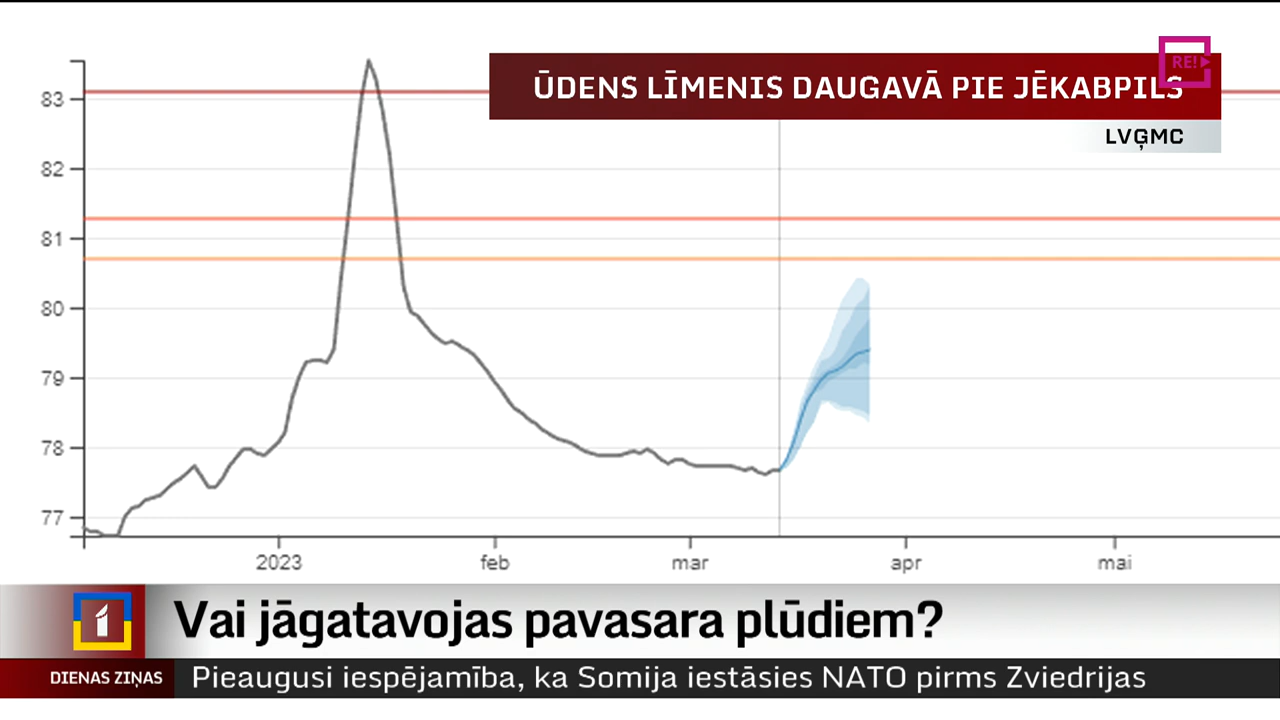 RE!
ŪDENS LĪMENIS DAUGAVĀ PIE JĒKABPILS
LVĢMC
83
82
81
80
79
78
77
2023 feb mar apr mai
1
Vai jāgatavojas pavasara plūdiem?
DIENAS ZIŅAS Pieaugusi iespējamība, ka Somija iestāsies NATO pirms Zviedrijas